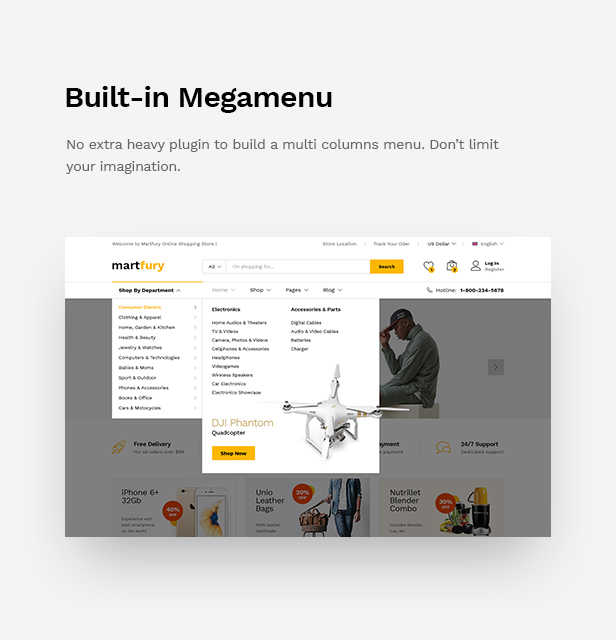 Built-in Megamenu
No extra heavy plugin to build a multi columns menu. Don't limit
your imagination.
Welcome to Martfury Online Shopping Store !
Store Location
Track Your Oder
US Dollar
English
martfury
All
I'm shopping for...
Search
1
2
Log In
Register
Shop By Department
Home
Shop
Pages
Blog
Hotline: 1-800-234-5678
Consumer Electric
Clothing & Apparel
Home, Garden & Kitchen
Health & Beauty
Jewelry & Watches
Computers & Technologies
Babies & Moms
Sport & Outdoor
Phones & Accessories
Books & Office
Cars & Motocycles
Electronics
Home Audios & Theaters
TV & Videos
Camera, Photos & Videos
Cellphones & Accessories
Headphones
Videogames
Wireless Speakers
Car Electronics
Electronics Showcase
Accessories & Parts
Digital Cables
Audio & Video Cables
Batteries
Charger
DJI Phantom
Quadcopter
Shop Now
Free Delivery
For all oders over $99
yment
payment
24/7 Support
Dedicated support
iPhone 6+
32Gb
Experience with
best smartphone
on the world
40%
OFF
Unio
Leather
Bags
100% leather
handmade
20%
OFF
Nutrillet
Blender
Combo
Includes blender,
cup, etc
30%
OFF